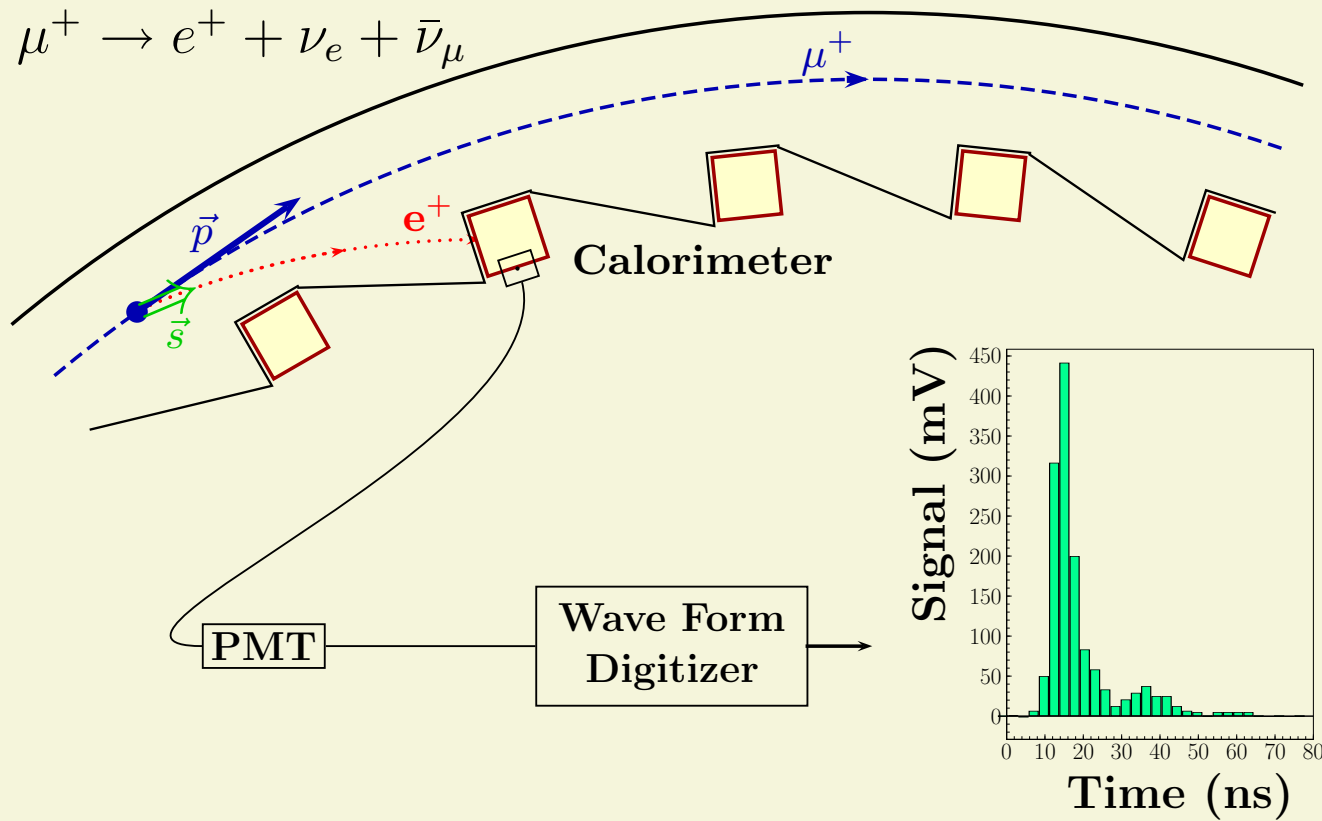 μ⁺ → e⁺ + νₑ + ν̄_μ
μ⁺
p⃗
e⁺
s⃗
Calorimeter
PMT
Wave Form
Digitizer
Signal (mV)
450
400
350
300
250
200
150
100
50
0
0 10 20 30 40 50 60 70 80
Time (ns)